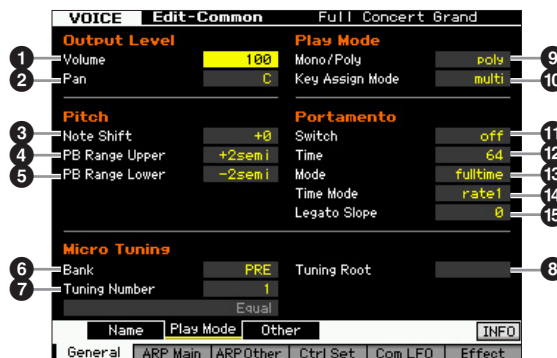 VOICE Edit-Common Full Concert Grand
Output Level
1 Volume 100
2 Pan C
Play Mode
Mono/Poly poly 9
Key Assign Mode multi 10
Pitch
3 Note Shift +0
4 PB Range Upper +2semi
5 PB Range Lower -2semi
Portamento
Switch off 11
Time 64 12
Mode fulltime 13
Time Mode rate1 14
Legato Slope 0 15
Micro Tuning
6 Bank PRE
7 Tuning Number 1
Equal
Tuning Root 8
Name Play Mode Other INFO
General ARP Main ARP Other Ctrl Set Com LFO Effect